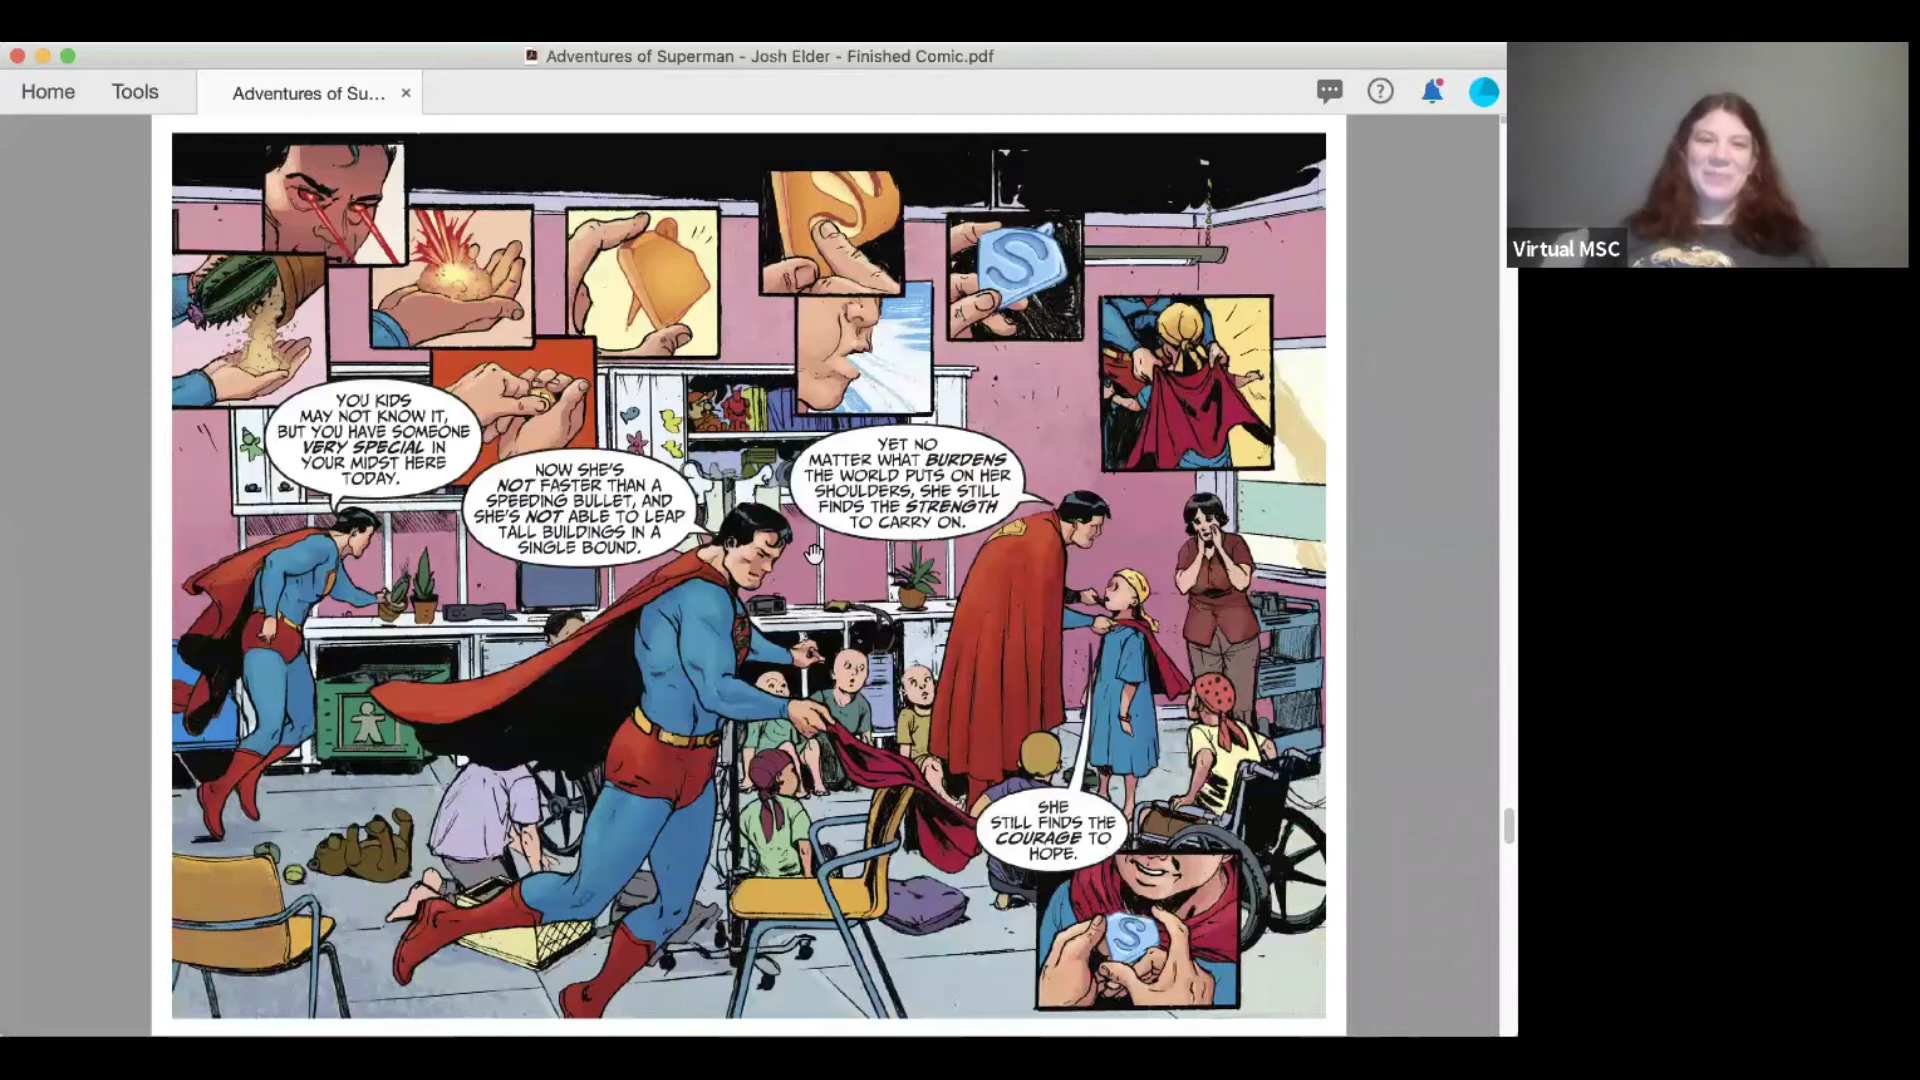 Adventures of Superman - Josh Elder - Finished Comic.pdf
Home
Tools
Adventures of Su...
Virtual MSC
S
S
YOU KIDS
MAY NOT KNOW IT,
BUT YOU HAVE SOMEONE
VERY SPECIAL IN
YOUR MIDST HERE
TODAY.
NOW SHE'S
NOT FASTER THAN A
SPEEDING BULLET, AND
SHE'S NOT ABLE TO LEAP
TALL BUILDINGS IN A
SINGLE BOUND.
YET NO
MATTER WHAT BURDENS
THE WORLD PUTS ON HER
SHOULDERS, SHE STILL
FINDS THE STRENGTH
TO CARRY ON.
SHE
STILL FINDS THE
COURAGE TO
HOPE.
S